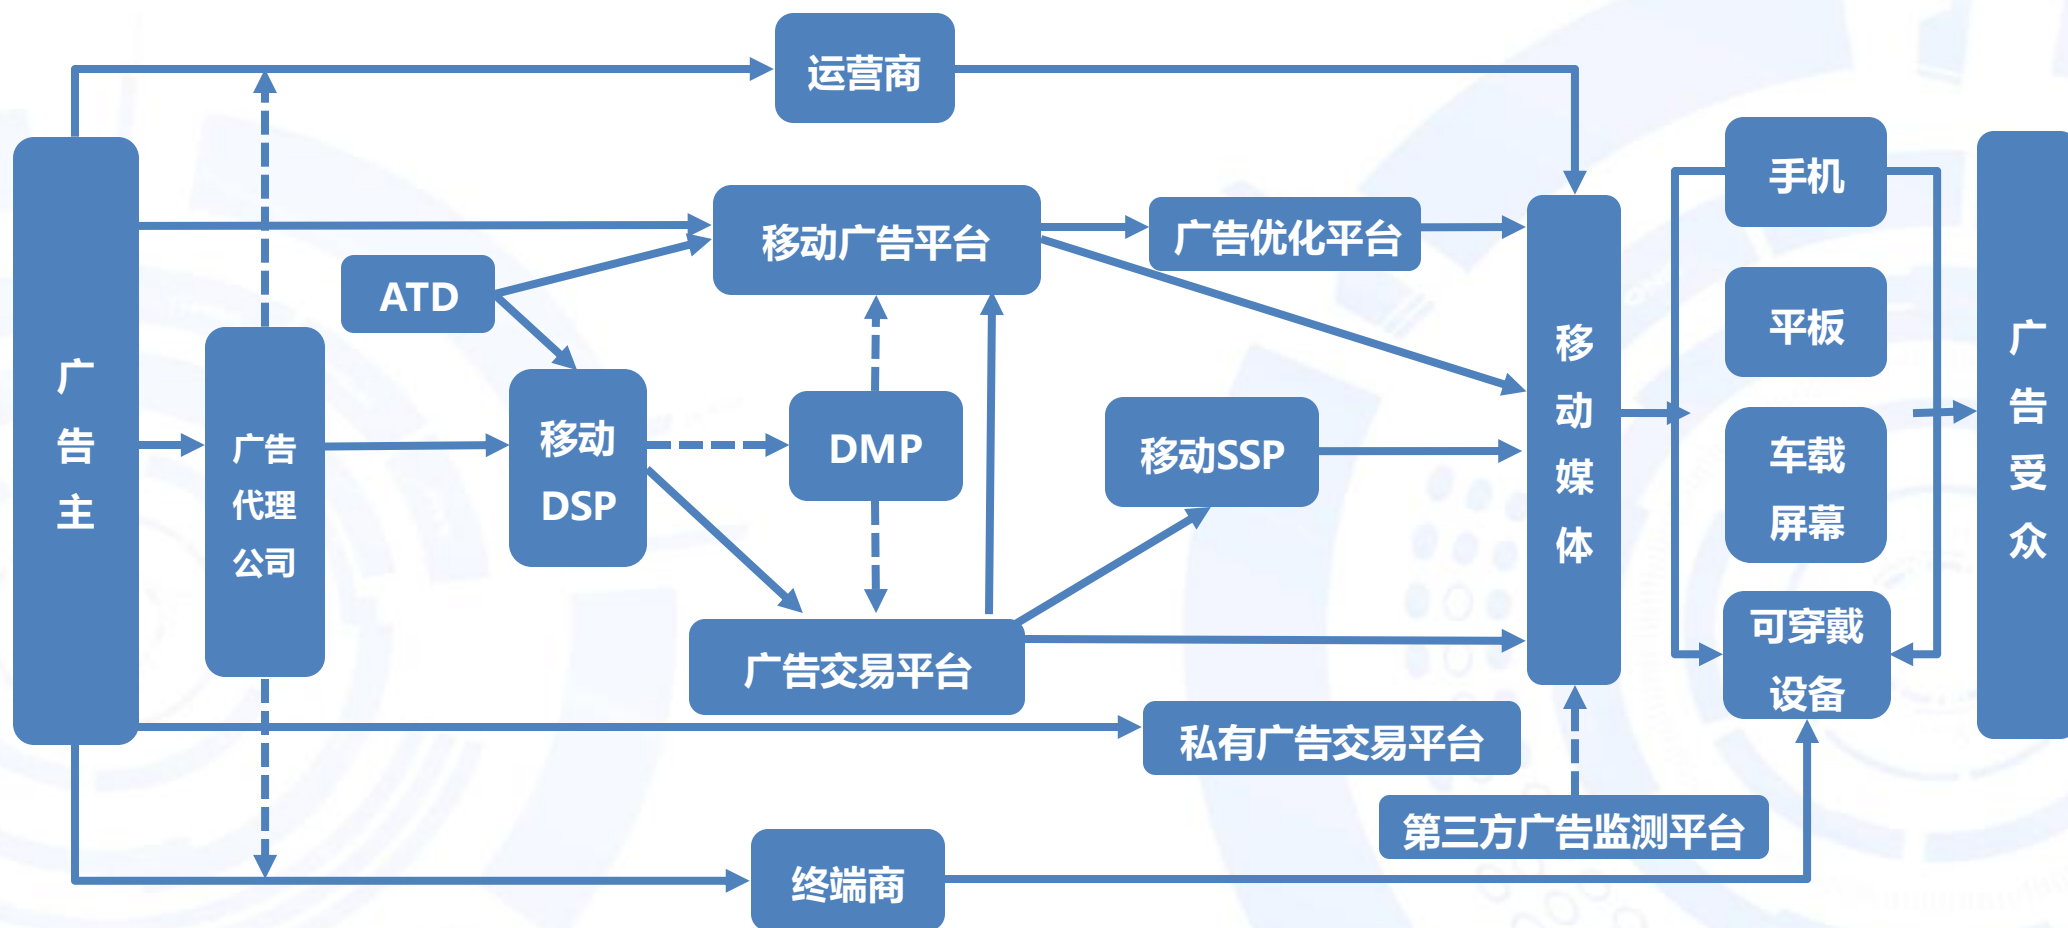 运营商
广
告
主
广告
代理
公司
ATD
移动广告平台
广告优化平台
移动
DSP
DMP
移动SSP
广告交易平台
私有广告交易平台
第三方广告监测平台
终端商
移
动
媒
体
手机
平板
车载
屏幕
可穿戴
设备
广
告
受
众